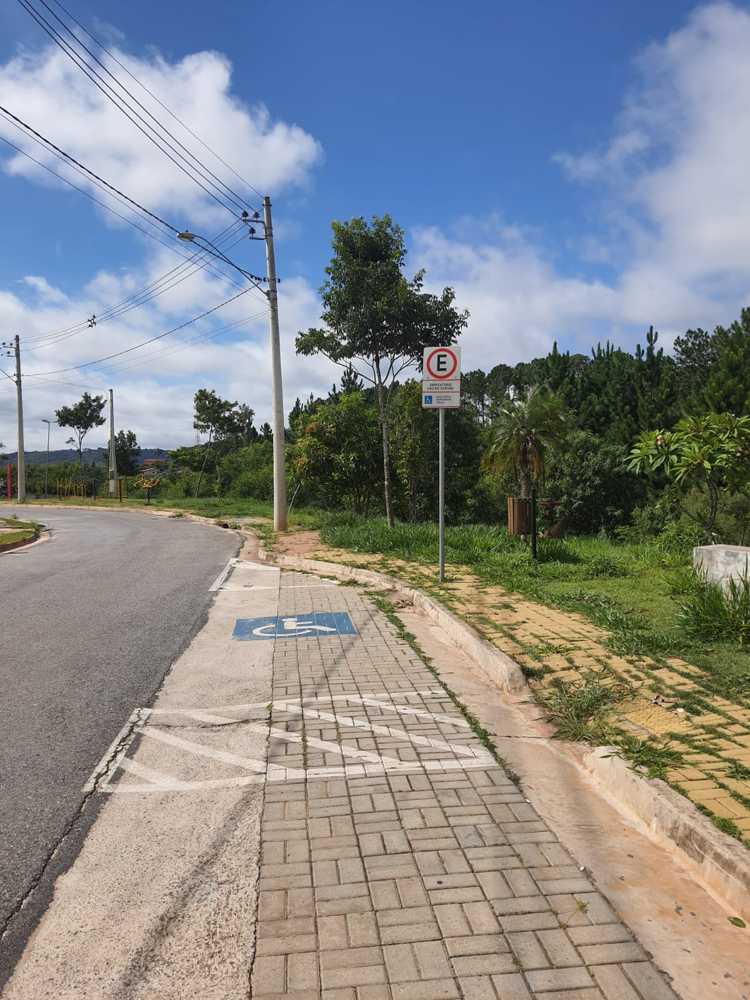 E
OBRIGATÓRIO
USO DO CARTÃO
EXCLUSIVO
DEFICIENTE
FÍSICO